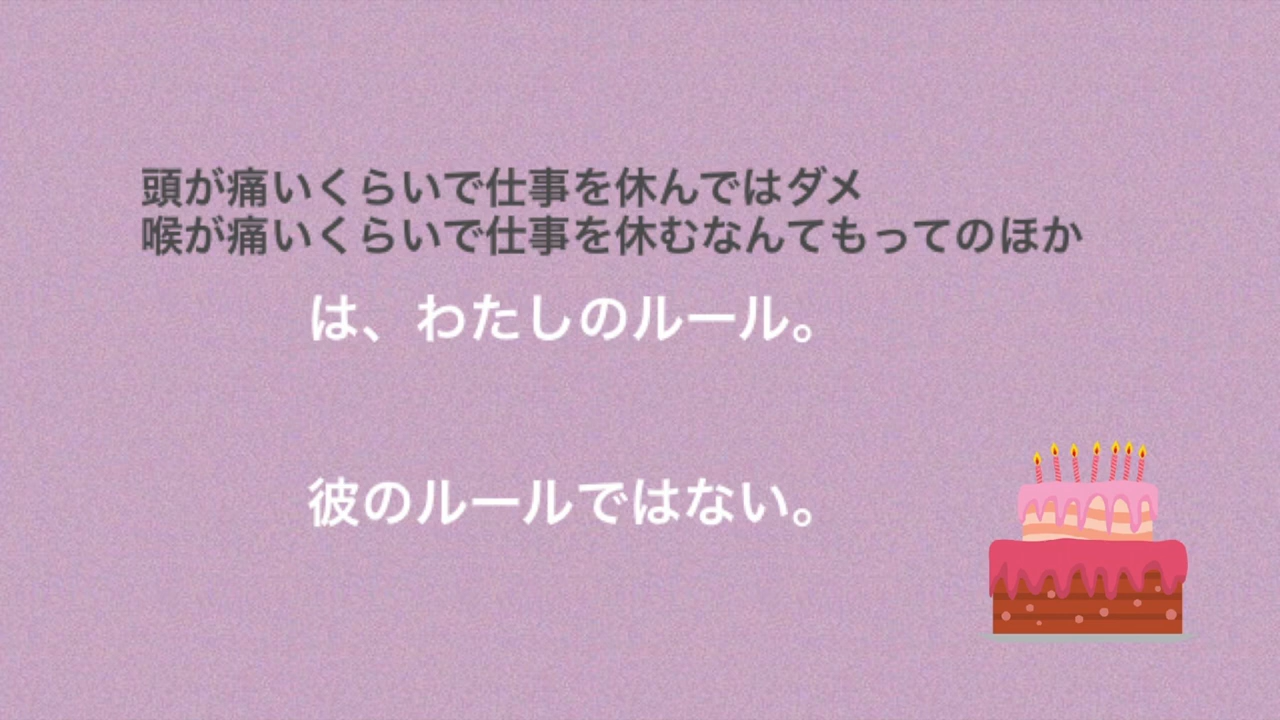 頭が痛いくらいで仕事を休んではダメ
喉が痛いくらいで仕事を休むなんてもってのほか
は、わたしのルール。
彼のルールではない。